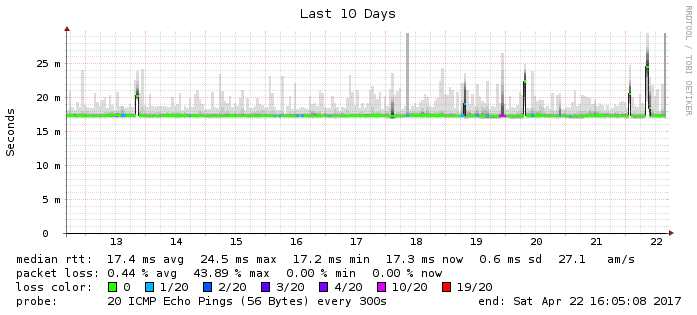 Last 10 Days
RRDTOOL / TOBI OETIKER
Seconds
25 m
20 m
15 m
10 m
5 m
0
13 14 15 16 17 18 19 20 21 22
median rtt: 17.4 ms avg 24.5 ms max 17.2 ms min 17.3 ms now 0.6 ms sd 27.1 am/s
packet loss: 0.44 % avg 43.89 % max 0.00 % min 0.00 % now
loss color: 0 1/20 2/20 3/20 4/20 10/20 19/20
probe: 20 ICMP Echo Pings (56 Bytes) every 300s end: Sat Apr 22 16:05:08 2017